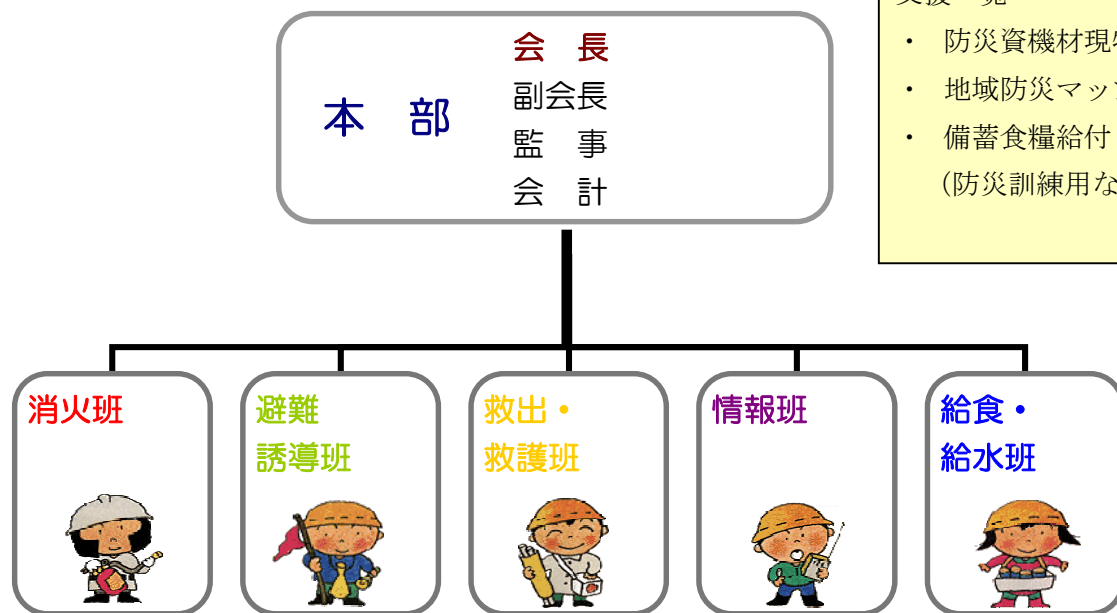 会　長
本　部
副会長
監　事
会　計
・　防災資機材現
・　地域防災マッ
・　備蓄食糧給付
(防災訓練用な
消火班
避難
誘導班
救出・
救護班
情報班
給食・
給水班